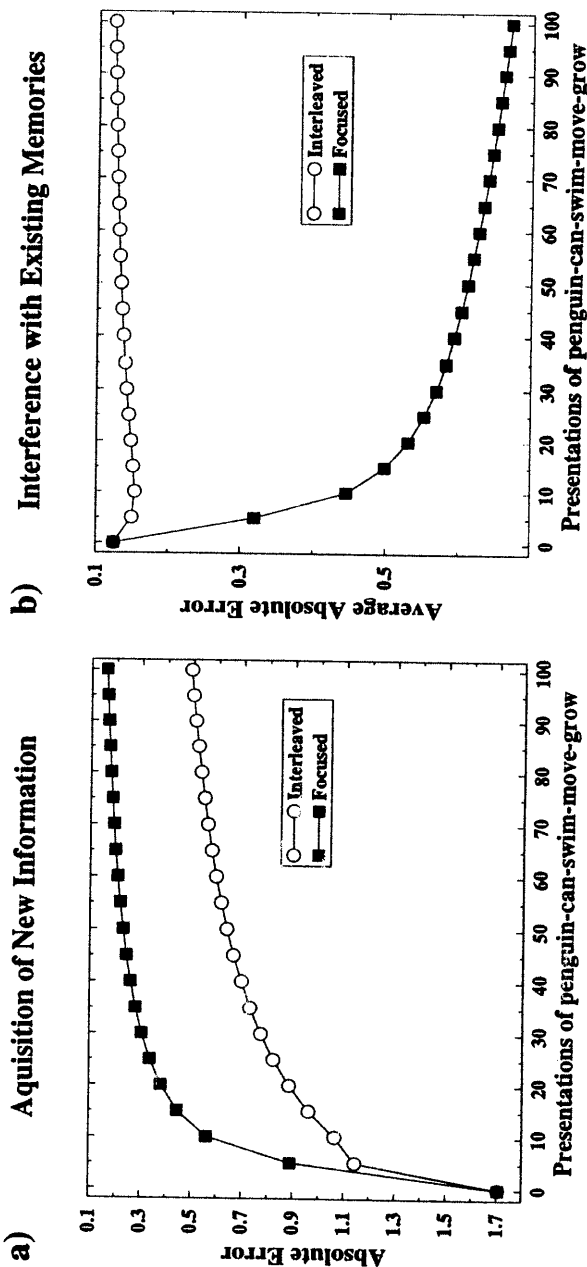 a)
Aquisition of New Information
Absolute Error
0.1
0.3
0.5
0.7
0.9
1.1
1.3
1.5
1.7
Interleaved
Focused
0 10 20 30 40 50 60 70 80 90 100
Presentations of penguin-can-swim-move-grow
b)
Interference with Existing Memories
Average Absolute Error
0.1
0.3
0.5
Interleaved
Focused
0 10 20 30 40 50 60 70 80 90 100
Presentations of penguin-can-swim-move-grow